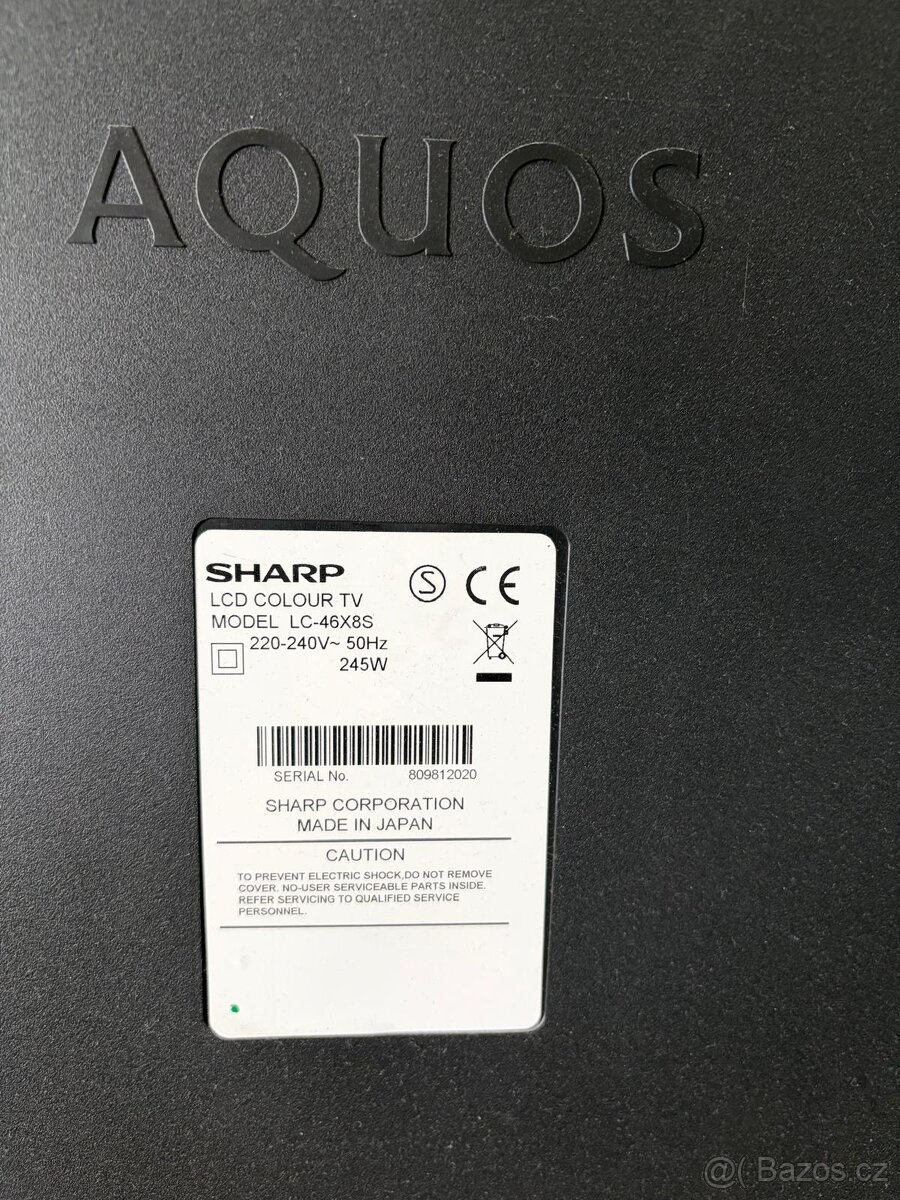 AQUOS
SHARP
LCD COLOUR TV
MODEL LC-46X8S
220-240V~ 50Hz
245W
S CE
SERIAL No. 809812020
SHARP CORPORATION
MADE IN JAPAN
CAUTION
TO PREVENT ELECTRIC SHOCK,DO NOT REMOVE
COVER. NO-USER SERVICEABLE PARTS INSIDE.
REFER SERVICING TO QUALIFIED SERVICE
PERSONNEL.
@( Bazos.cz